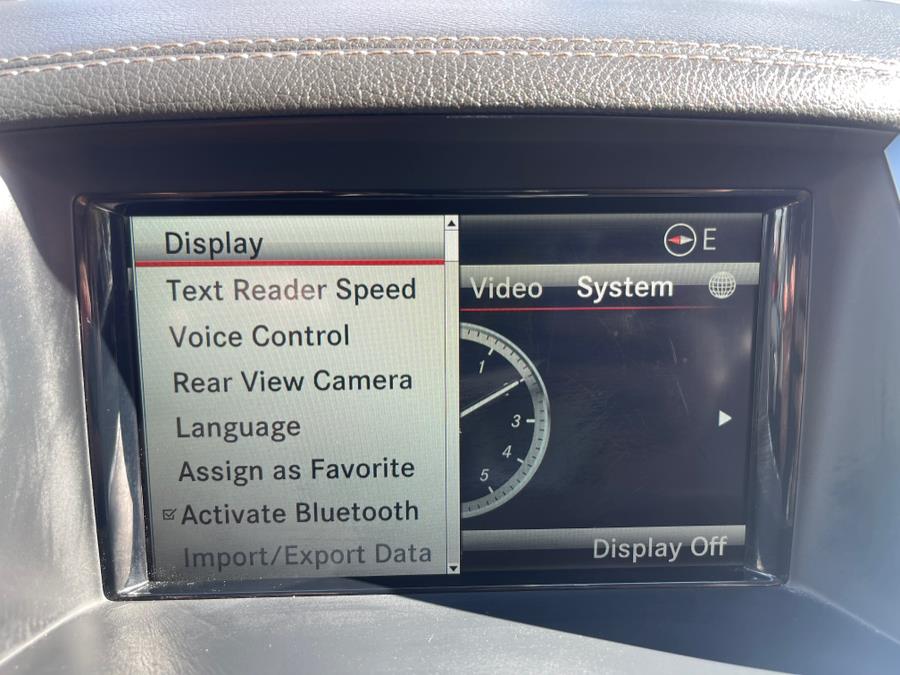 Display
E
Text Reader Speed
Video System
Voice Control
Rear View Camera
Language
Assign as Favorite
Activate Bluetooth
Import/Export Data
1
3
4
5
Display Off